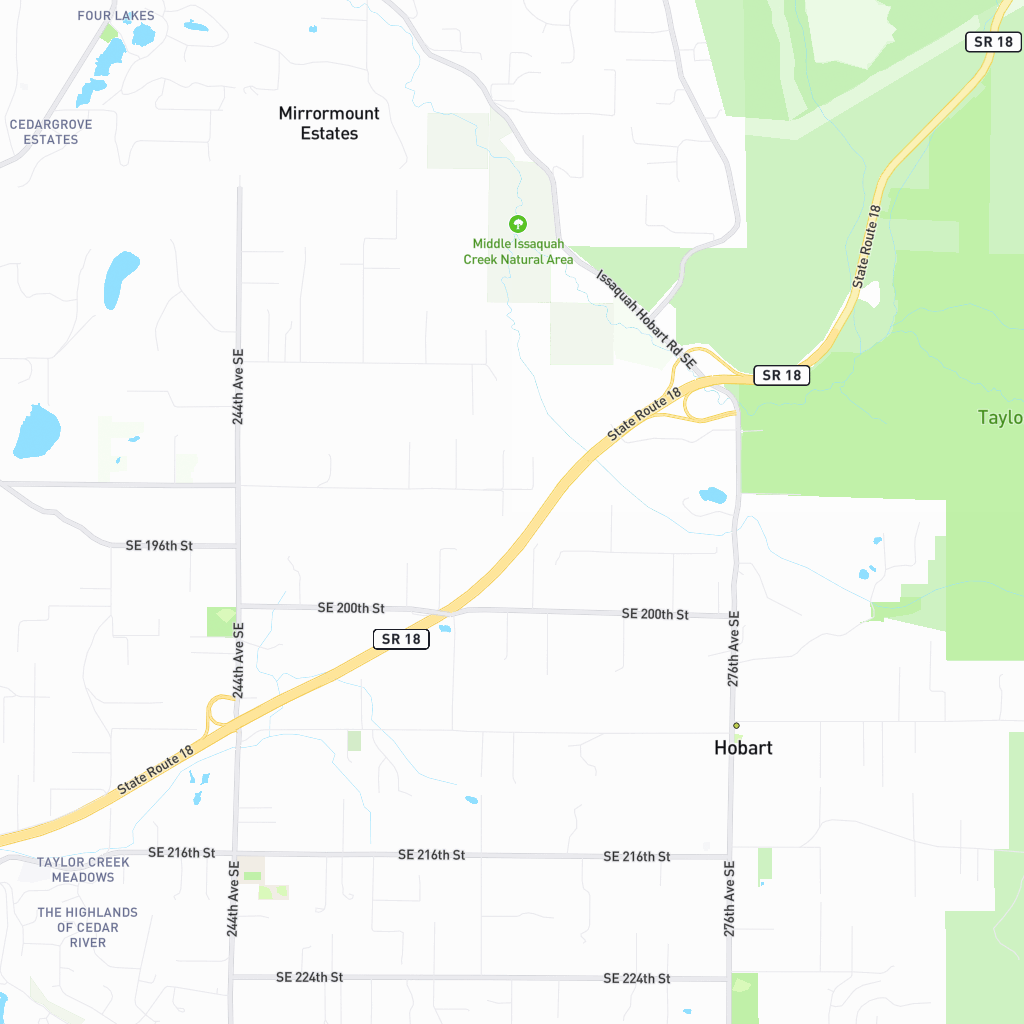 FOUR LAKES
SR 18
Mirrormount
Estates
CEDARGROVE
ESTATES
State Route 18
Middle Issaquah
Creek Natural Area
Issaquah Hobart Rd SE
244th Ave SE
SR 18
State Route 18
Taylo
SE 196th St
SE 200th St
SE 200th St
SR 18
244th Ave SE
276th Ave SE
Hobart
State Route 18
SE 216th St
SE 216th St
SE 216th St
TAYLOR CREEK
MEADOWS
244th Ave SE
276th Ave SE
THE HIGHLANDS
OF CEDAR
RIVER
SE 224th St
SE 224th St